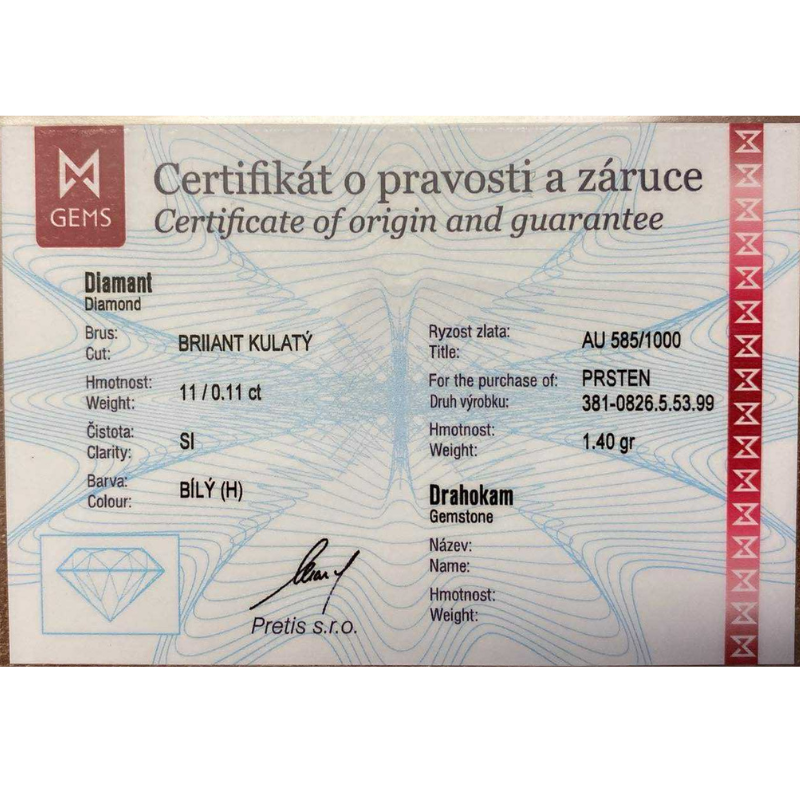 GEMS
Certifikát o pravosti a záruce
Certificate of origin and guarantee
Diamant
Diamond
Brus:
Cut:
BRIIANT KULATÝ
Hmotnost:
Weight:
11 / 0.11 ct
Čistota:
Clarity:
SI
Barva:
Colour:
BÍLÝ (H)
Pretis s.r.o.
Ryzost zlata:
Title:
AU 585/1000
For the purchase of:
Druh výrobku:
PRSTEN
381-0826.5.53.99
Hmotnost:
Weight:
1.40 gr
Drahokam
Gemstone
Název:
Name:
Hmotnost:
Weight: